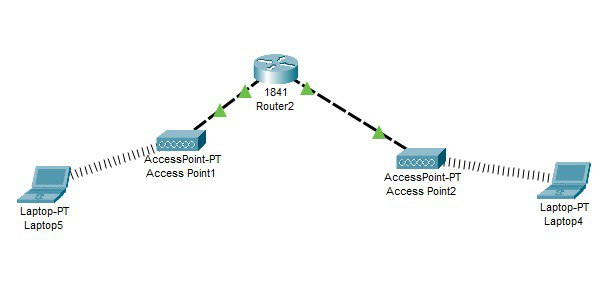 1841
Router2
AccessPoint-PT
Access Point1
AccessPoint-PT
Access Point2
Laptop-PT
Laptop5
Laptop-PT
Laptop4